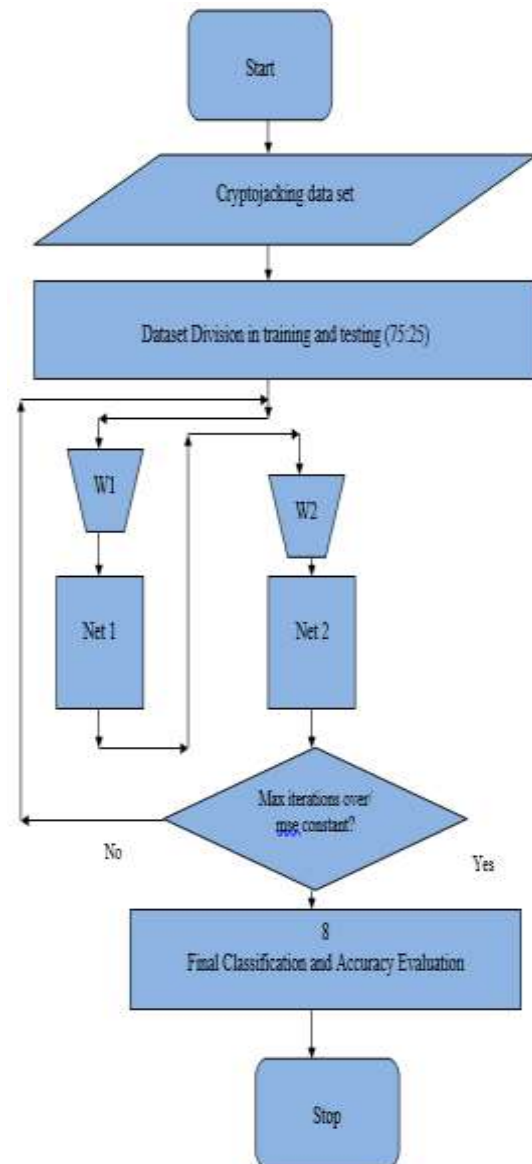 Start
Cryptojacking data set
Dataset Division in training and testing (75:25)
W1
W2
Net 1
Net 2
Max iterations over/
mse constant?
No
Yes
8
Final Classification and Accuracy Evaluation
Stop